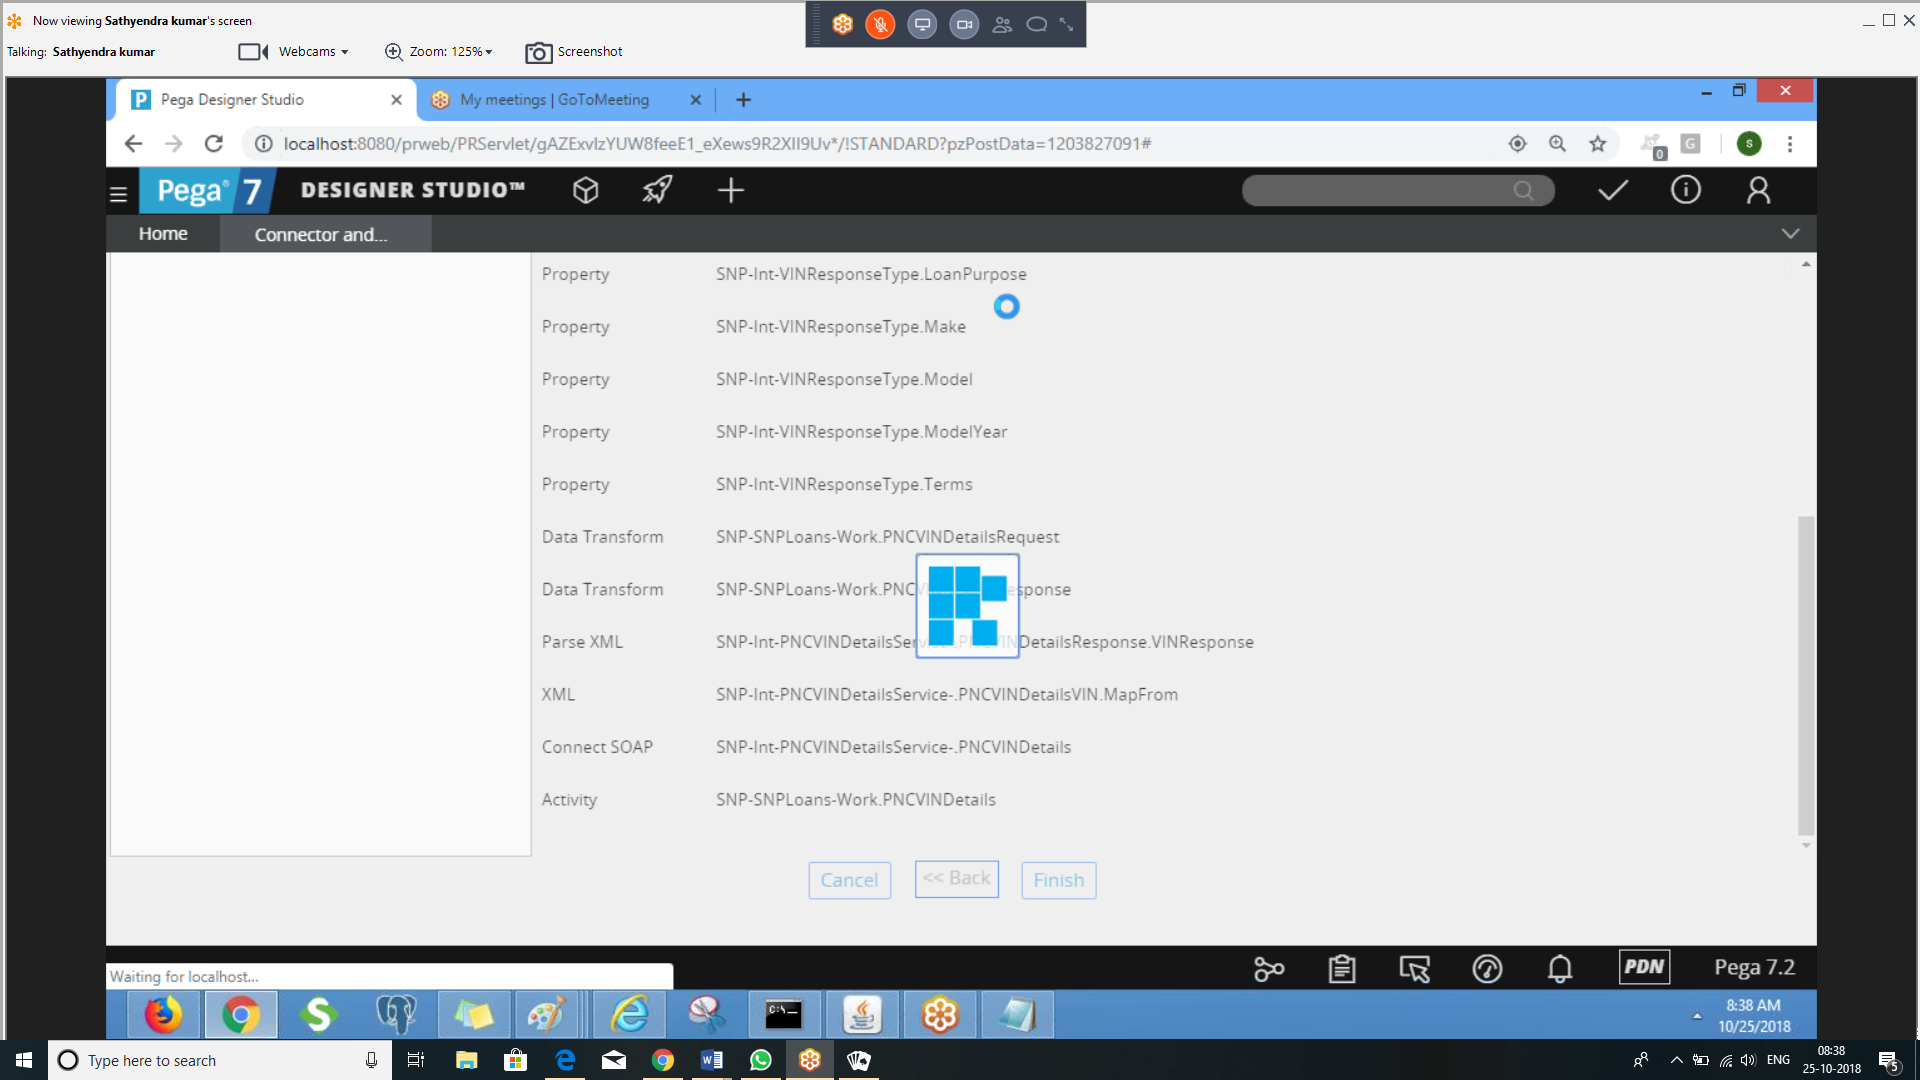 Now viewing Sathyendra kumar's screen
Talking: Sathyendra kumar
Webcams
Zoom: 125%
Screenshot
Pega Designer Studio
My meetings | GoToMeeting
localhost:8080/prweb/PRServlet/gAZExvlzYUW8feeE1_eXews9R2XII9Uv*/!STANDARD?pzPostData=1203827091#
0
G
S
Pega 7
DESIGNER STUDIO™
Home
Connector and...
Property SNP-Int-VINResponseType.LoanPurpose
Property SNP-Int-VINResponseType.Make
Property SNP-Int-VINResponseType.Model
Property SNP-Int-VINResponseType.ModelYear
Property SNP-Int-VINResponseType.Terms
Data Transform SNP-SNPLoans-Work.PNCVINDetailsRequest
Data Transform SNP-SNPLoans-Work.PNCV esponse
Parse XML SNP-Int-PNCVINDetailsService-.PNCVINDetailsResponse.VINResponse
XML SNP-Int-PNCVINDetailsService-.PNCVINDetailsVIN.MapFrom
Connect SOAP SNP-Int-PNCVINDetailsService-.PNCVINDetails
Activity SNP-SNPLoans-Work.PNCVINDetails
Cancel
<< Back
Finish
Waiting for localhost...
PDN
Pega 7.2
8:38 AM
10/25/2018
Type here to search
ENG
08:38
25-10-2018
5